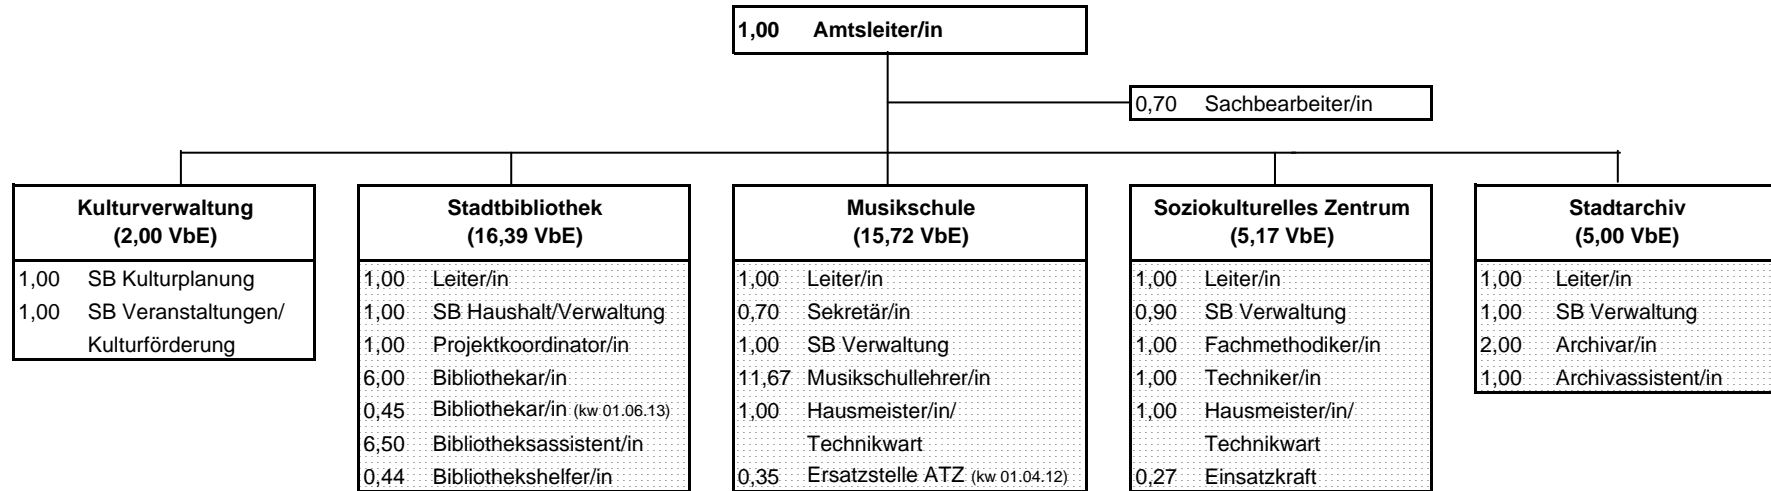 1,00 Amtsleiter/in
0,70 Sachbearbeiter/in
Kulturverwaltung
(2,00 VbE)
1,00 SB Kulturplanung
1,00 SB Veranstaltungen/
Kulturförderung
Stadtbibliothek
(16,39 VbE)
1,00 Leiter/in
1,00 SB Haushalt/Verwaltung
1,00 Projektkoordinator/in
6,00 Bibliothekar/in
0,45 Bibliothekar/in (kw 01.06.13)
6,50 Bibliotheksassistent/in
0,44 Bibliothekshelfer/in
Musikschule
(15,72 VbE)
1,00 Leiter/in
0,70 Sekretär/in
1,00 SB Verwaltung
11,67 Musikschullehrer/in
1,00 Hausmeister/in/
Technikwart
0,35 Ersatzstelle ATZ (kw 01.04.12)
Soziokulturelles Zentrum
(5,17 VbE)
1,00 Leiter/in
0,90 SB Verwaltung
1,00 Fachmethodiker/in
1,00 Techniker/in
1,00 Hausmeister/in/
Technikwart
0,27 Einsatzkraft
Stadtarchiv
(5,00 VbE)
1,00 Leiter/in
1,00 SB Verwaltung
2,00 Archivar/in
1,00 Archivassistent/in